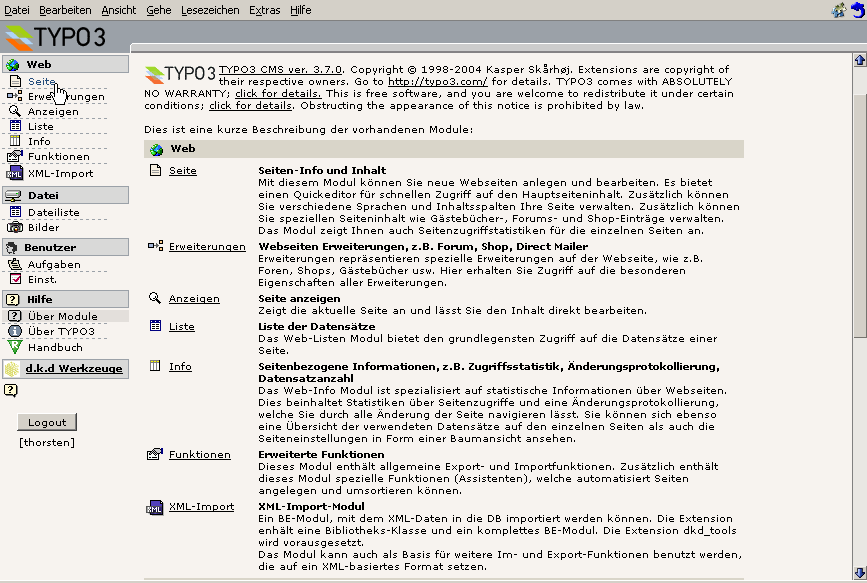 Datei Bearbeiten Ansicht Gehe Lesezeichen Extras Hilfe
TYPO3
Web
Seite
Erweiterungen
Anzeigen
Liste
Info
Funktionen
XML-Import
Datei
Dateiliste
Bilder
Benutzer
Aufgaben
Einst.
Hilfe
Über Module
Über TYPO3
Handbuch
d.k.d Werkzeuge
Logout
[thorsten]
TYPO3 TYPO3 CMS ver. 3.7.0. Copyright © 1998-2004 Kasper Skårhøj. Extensions are copyright of
their respective owners. Go to http://typo3.com/ for details. TYPO3 comes with ABSOLUTELY
NO WARRANTY; click for details. This is free software, and you are welcome to redistribute it under certain
conditions; click for details. Obstructing the appearance of this notice is prohibited by law.
Dies ist eine kurze Beschreibung der vorhandenen Module:
Web
Seite
Seiten-Info und Inhalt
Mit diesem Modul können Sie neue Webseiten anlegen und bearbeiten. Es bietet
einen Quickeditor für schnellen Zugriff auf den Hauptseiteninhalt. Zusätzlich können
Sie verschiedene Sprachen und Inhaltsspalten Ihre Seite verwalten. Zusätzlich können
Sie speziellen Seiteninhalt wie Gästebücher-, Forums- und Shop-Einträge verwalten.
Das Modul zeigt Ihnen auch Seitenzugriffstatistiken für die einzelnen Seiten an.
Erweiterungen
Webseiten Erweiterungen, z.B. Forum, Shop, Direct Mailer
Erweiterungen repräsentieren spezielle Erweiterungen auf der Webseite, wie z.B.
Foren, Shops, Gästebücher usw. Hier erhalten Sie Zugriff auf die besonderen
Eigenschaften aller Erweiterungen.
Anzeigen
Seite anzeigen
Zeigt die aktuelle Seite an und lässt Sie den Inhalt direkt bearbeiten.
Liste
Liste der Datensätze
Das Web-Listen Modul bietet den grundlegensten Zugriff auf die Datensätze einer
Seite.
Info
Seitenbezogene Informationen, z.B. Zugriffsstatistik, Änderungsprotokollierung,
Datensatzanzahl
Das Web-Info Modul ist spezialisiert auf statistische Informationen über Webseiten.
Dies beinhaltet Statistiken über Seitenzugriffe und eine Änderungsprotokollierung,
welche Sie durch alle Änderung der Seite navigieren lässt. Sie können sich ebenso
eine Übersicht der verwendeten Datensätze auf den einzelnen Seiten als auch die
Seiteneinstellungen in Form einer Baumansicht ansehen.
Funktionen
Erweiterte Funktionen
Dieses Modul enthält allgemeine Export- und Importfunktionen. Zusätzlich enthält
dieses Modul spezielle Funktionen (Assistenten), welche automatisiert Seiten
angelegen und umsortieren können.
XML-Import
XML-Import-Modul
Ein BE-Modul, mit dem XML-Daten in die DB importiert werden können. Die Extension
enhält eine Bibliotheks-Klasse und ein komplettes BE-Modul. Die Extension dkd_tools
wird vorausgesetzt.
Das Modul kann auch als Basis für weitere Im- und Export-Funktionen benutzt werden,
die auf ein XML-basiertes Format setzen.